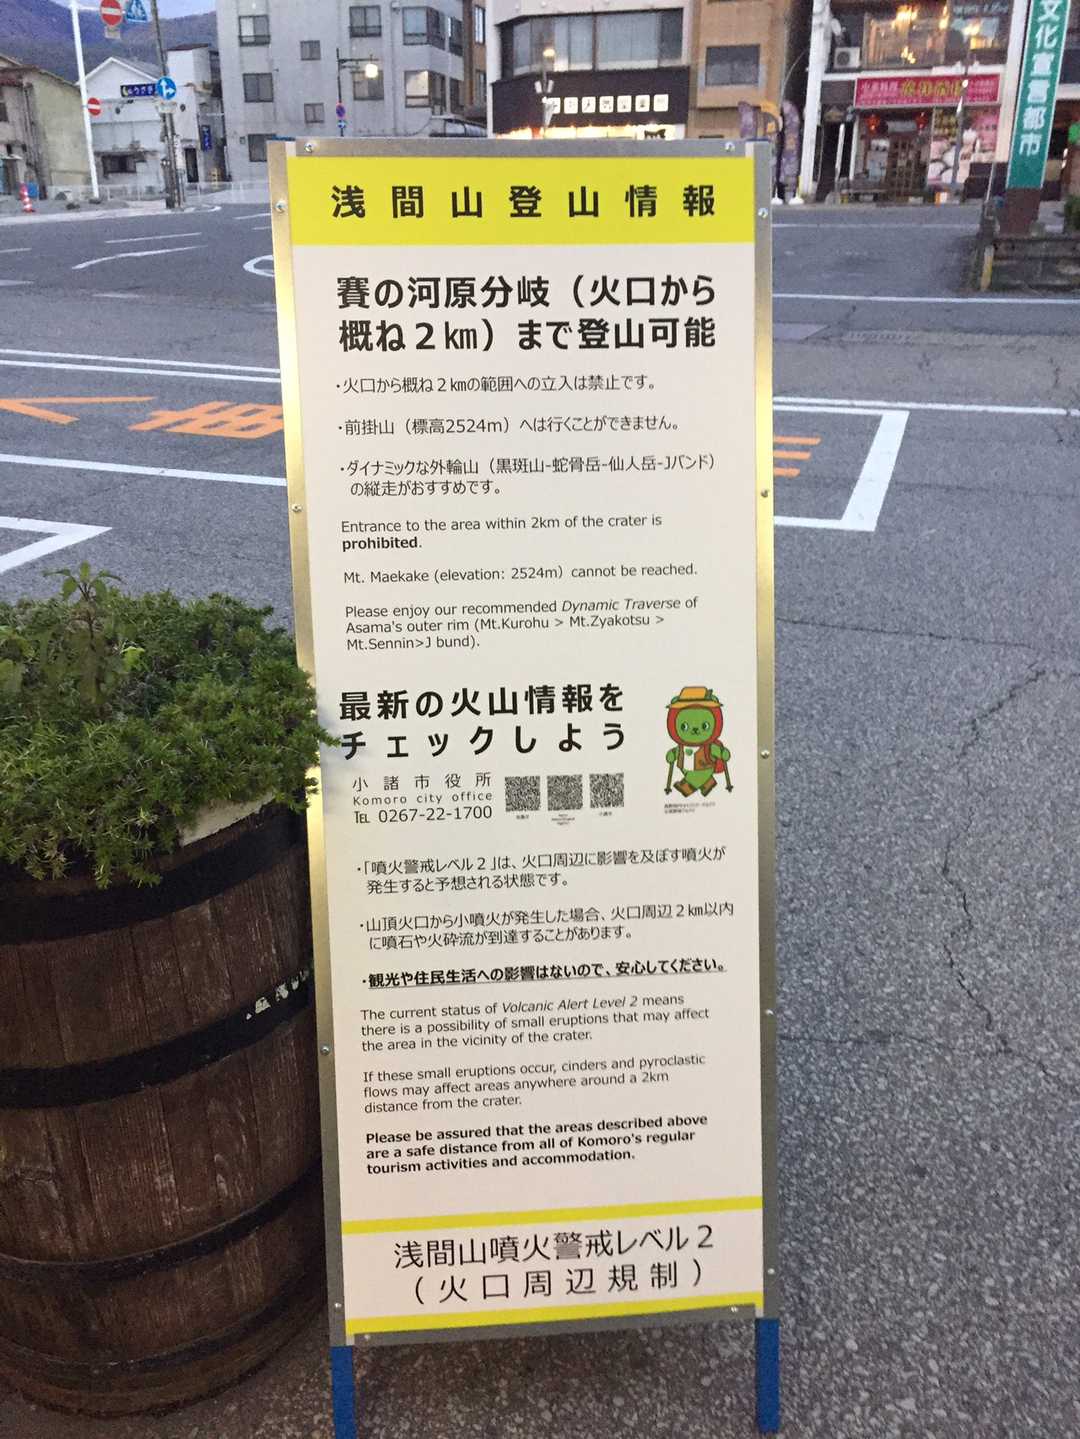 浅間山登山情報
賽の河原分岐（火口から
概ね２㎞）まで登山可能
・火口から概ね２㎞の範囲への立入は禁止です。
・前掛山（標高2524m）へは行くことができません。
・ダイナミックな外輪山（黒斑山-蛇骨岳-仙人岳-Jバンド）
の縦走がおすすめです。
Entrance to the area within 2km of the crater is
prohibited.
Mt. Maekake (elevation: 2524m) cannot be reached.
Please enjoy our recommended Dynamic Traverse of
Asama's outer rim (Mt.Kurohu > Mt.Zyakotsu >
Mt.Sennin>J bund).
最新の火山情報を
チェックしよう
小諸市役所
Komoro city office
℡ 0267-22-1700
・「噴火警戒レベル２」は、火口周辺に影響を及ぼす噴火が
発生すると予想される状態です。
・山頂火口から小噴火が発生した場合、火口周辺２㎞以内
に噴石や火砕流が到達することがあります。
・観光や住民生活への影響はないので、安心してください。
The current status of Volcanic Alert Level 2 means
there is a possibility of small eruptions that may affect
the area in the vicinity of the crater.
If these small eruptions occur, cinders and pyroclastic
flows may affect areas anywhere around a 2km
distance from the crater.
Please be assured that the areas described above
are a safe distance from all of Komoro's regular
tourism activities and accommodation.
浅間山噴火警戒レベル２
（火口周辺規制）
文化宣言都市